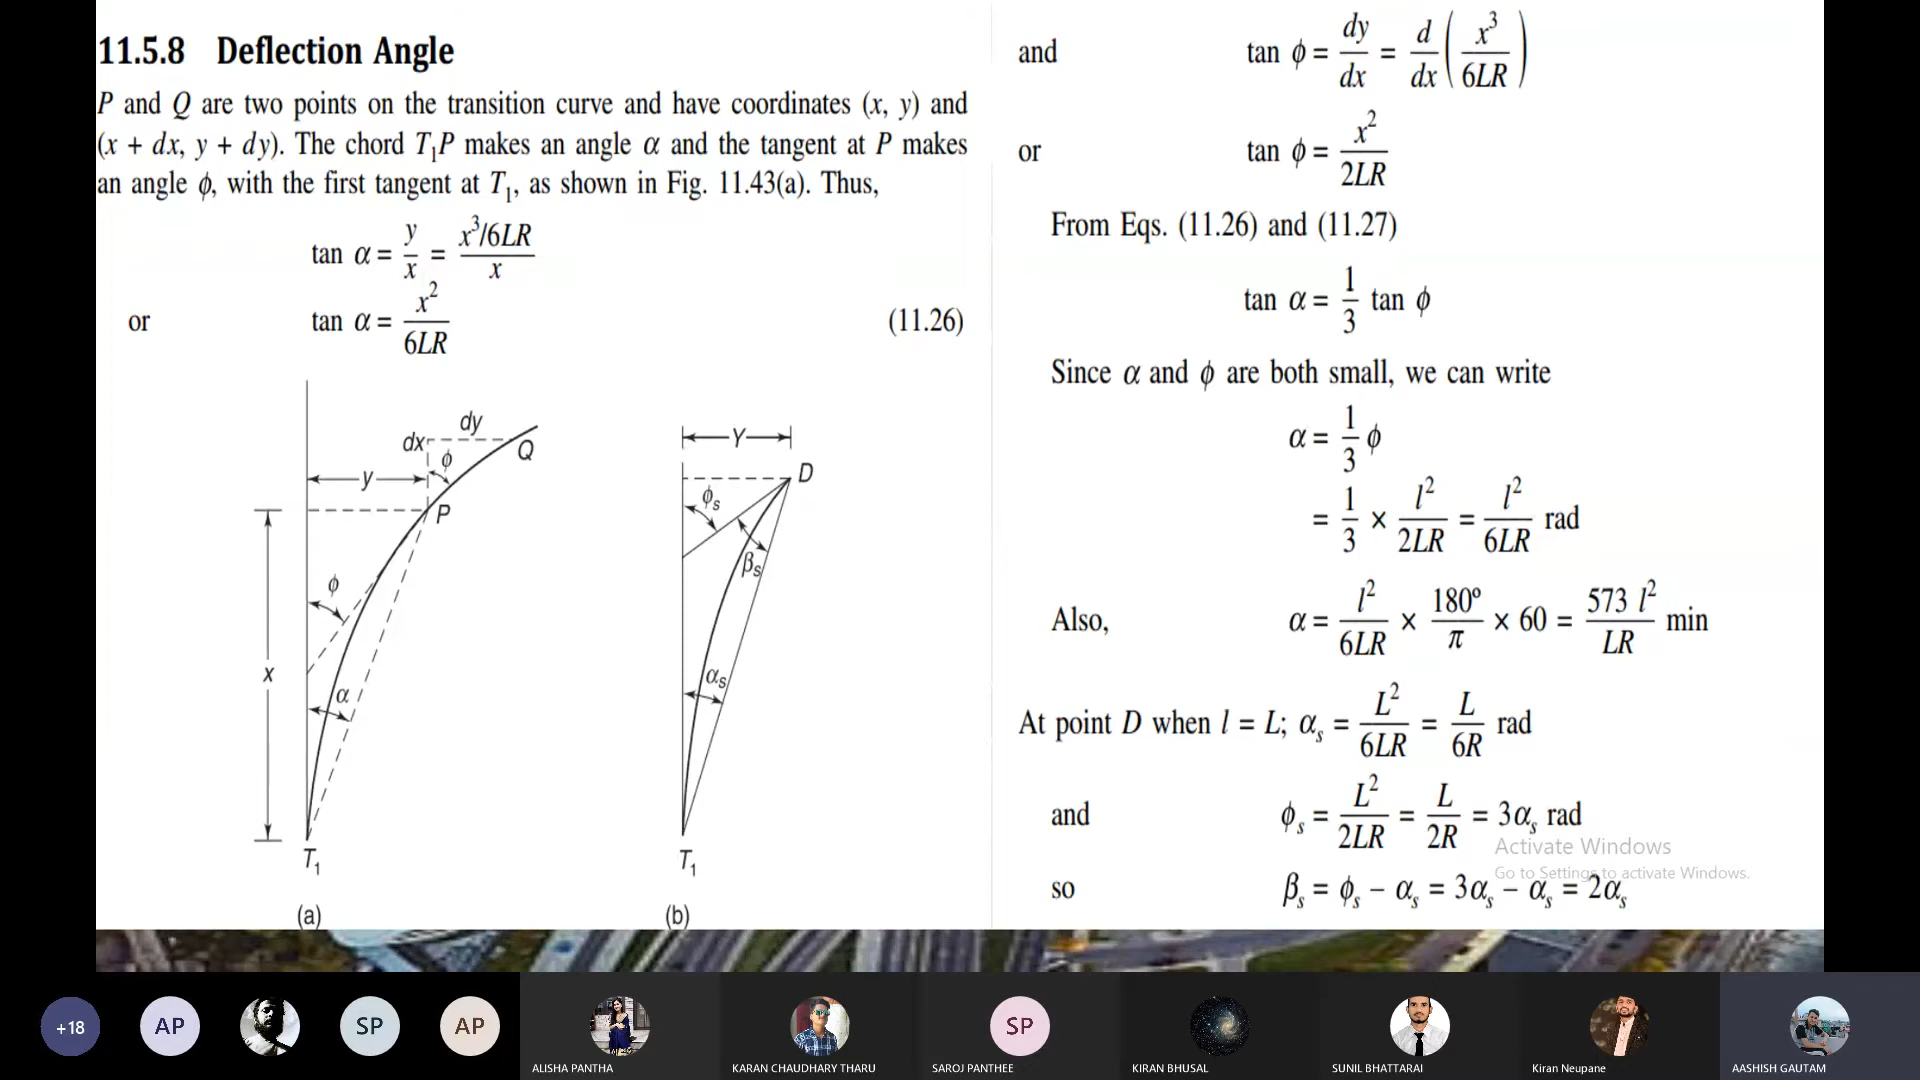 11.5.8 Deflection Angle
P and Q are two points on the transition curve and have coordinates (x, y) and
(x + dx, y + dy). The chord T₁P makes an angle α and the tangent at P makes
an angle ϕ, with the first tangent at T₁, as shown in Fig. 11.43(a). Thus,
tan α = y/x = (x³/6LR)/x
or tan α = x²/6LR (11.26)
dy
dx
Q
ϕ
y
P
ϕ
x
α
T₁
(a)
Y
D
ϕₛ
βₛ
αₛ
T₁
(b)
and tan ϕ = dy/dx = d/dx (x³/6LR)
or tan ϕ = x²/2LR
From Eqs. (11.26) and (11.27)
tan α = 1/3 tan ϕ
Since α and ϕ are both small, we can write
α = 1/3 ϕ
= 1/3 × l²/2LR = l²/6LR rad
Also, α = l²/6LR × 180º/π × 60 = 573 l²/LR min
At point D when l = L; αₛ = L²/6LR = L/6R rad
and ϕₛ = L²/2LR = L/2R = 3αₛ rad
so βₛ = ϕₛ − αₛ = 3αₛ − αₛ = 2αₛ
Activate Windows
Go to Settings to activate Windows.
+18
AP
SP
AP
SP
ALISHA PANTHA
KARAN CHAUDHARY THARU
SAROJ PANTHEE
KIRAN BHUSAL
SUNIL BHATTARAI
Kiran Neupane
AASHISH GAUTAM